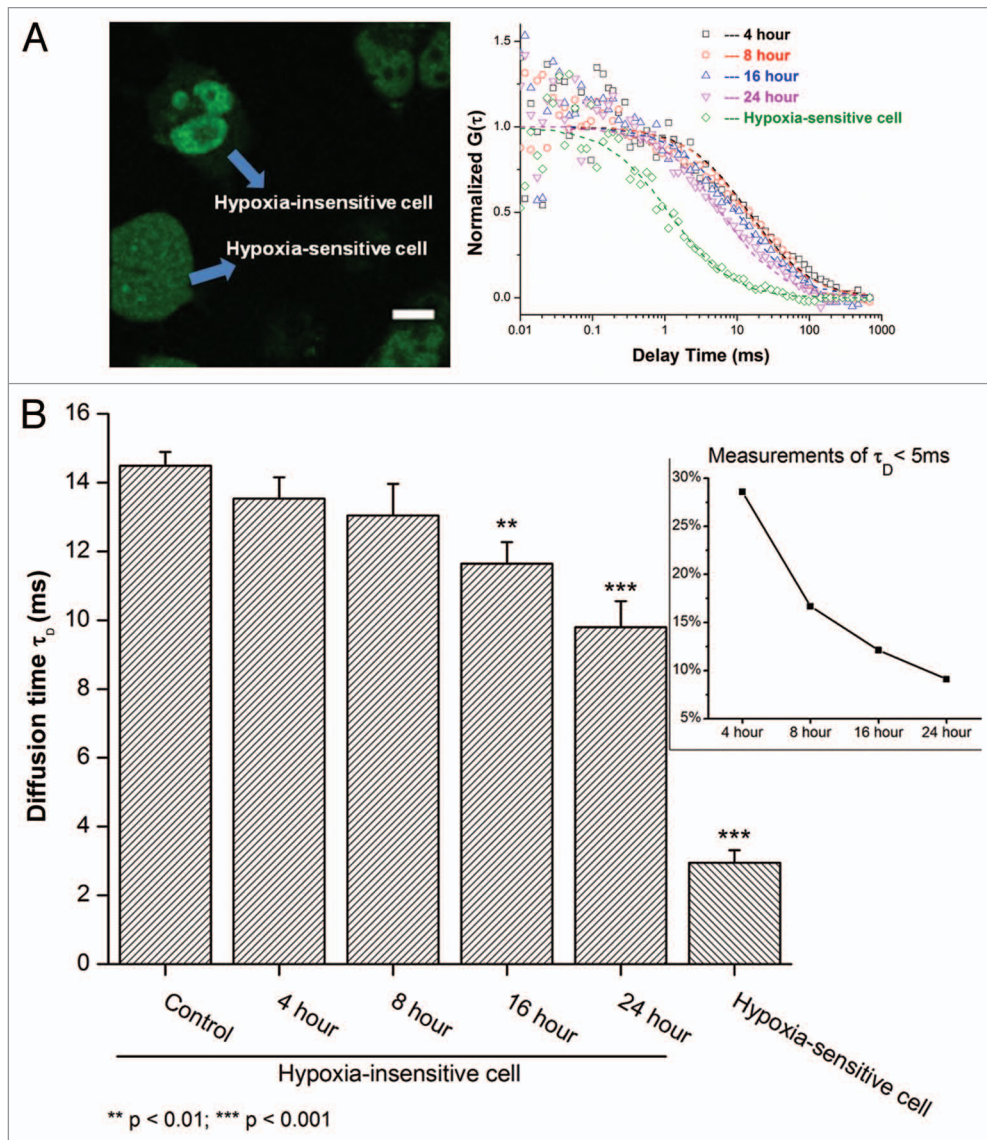 A
Hypoxia-insensitive cell
Hypoxia-sensitive cell
Normalized G(τ)
1.5
1.0
0.5
0.0
0.01
0.1
1
10
100
1000
Delay Time (ms)
4 hour
8 hour
16 hour
24 hour
Hypoxia-sensitive cell
B
Diffusion time τD (ms)
16
14
12
10
8
6
4
2
0
**
***
***
Control
4 hour
8 hour
16 hour
24 hour
Hypoxia-sensitive cell
Hypoxia-insensitive cell
Measurements of τD < 5ms
30%
25%
20%
15%
10%
5%
4 hour
8 hour
16 hour
24 hour
** p < 0.01; *** p < 0.001